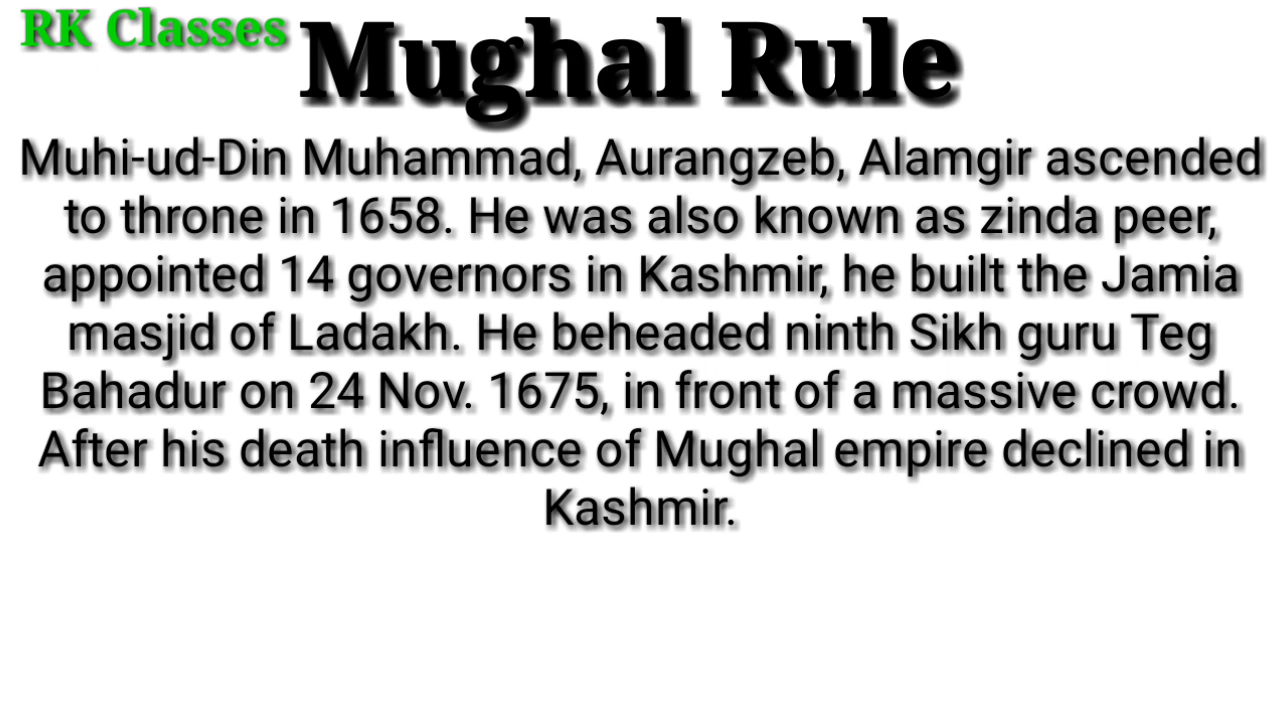 RK Classes
Mughal Rule
Muhi-ud-Din Muhammad, Aurangzeb, Alamgir ascended
to throne in 1658. He was also known as zinda peer,
appointed 14 governors in Kashmir, he built the Jamia
masjid of Ladakh. He beheaded ninth Sikh guru Teg
Bahadur on 24 Nov. 1675, in front of a massive crowd.
After his death influence of Mughal empire declined in
Kashmir.